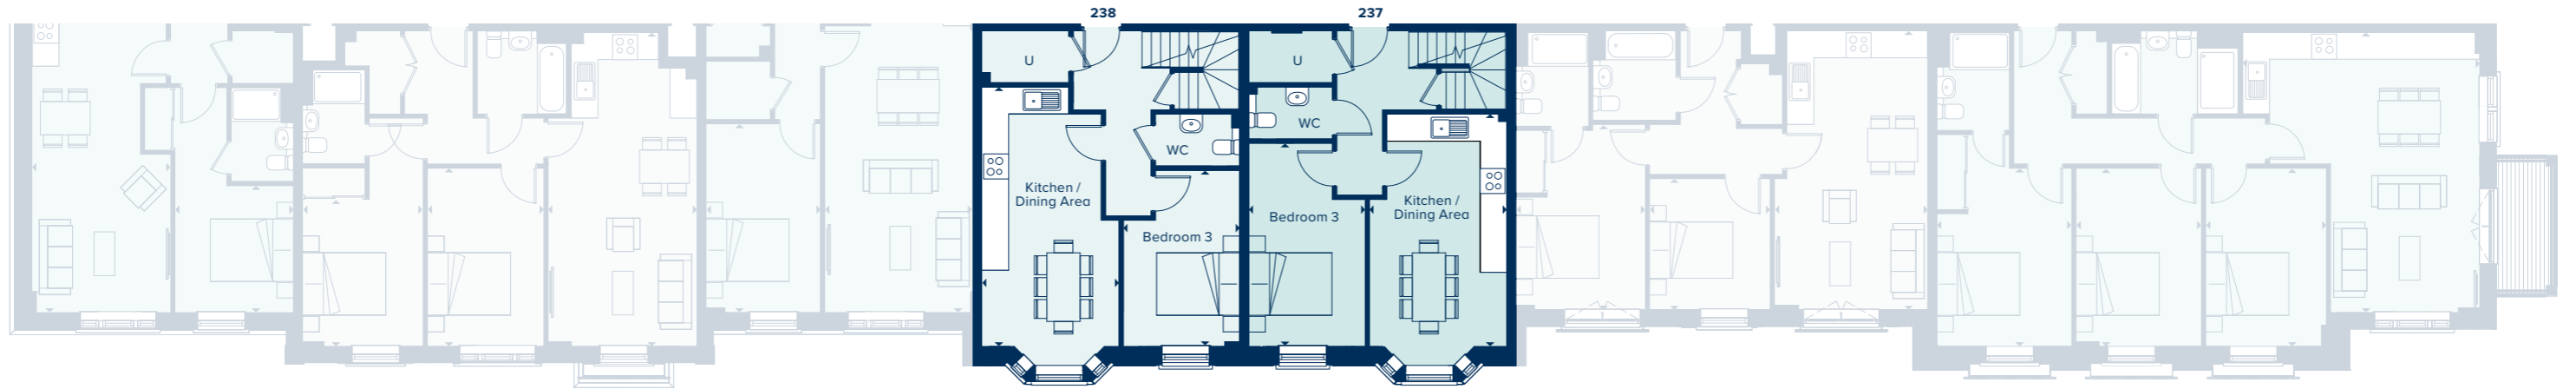 238
237
U
U
WC
WC
Kitchen /
Dining Area
Bedroom 3
Bedroom 3
Kitchen /
Dining Area